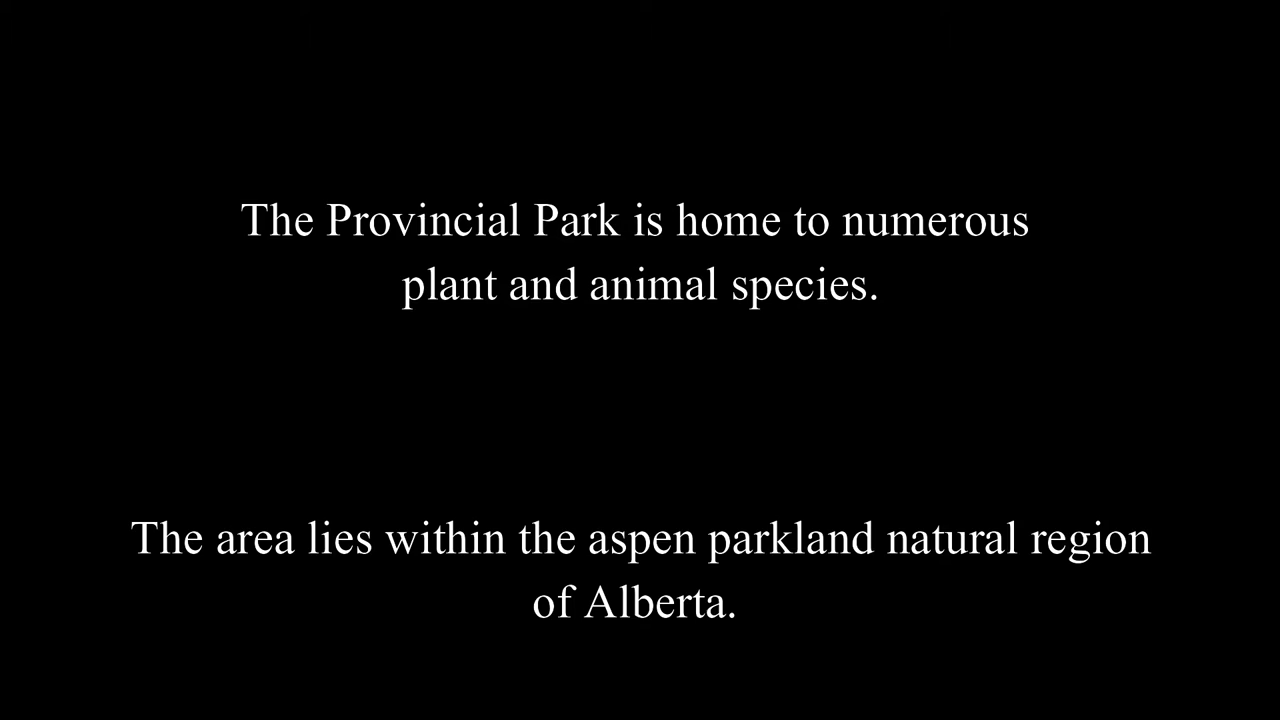 The Provincial Park is home to numerous
plant and animal species.
The area lies within the aspen parkland natural region
of Alberta.